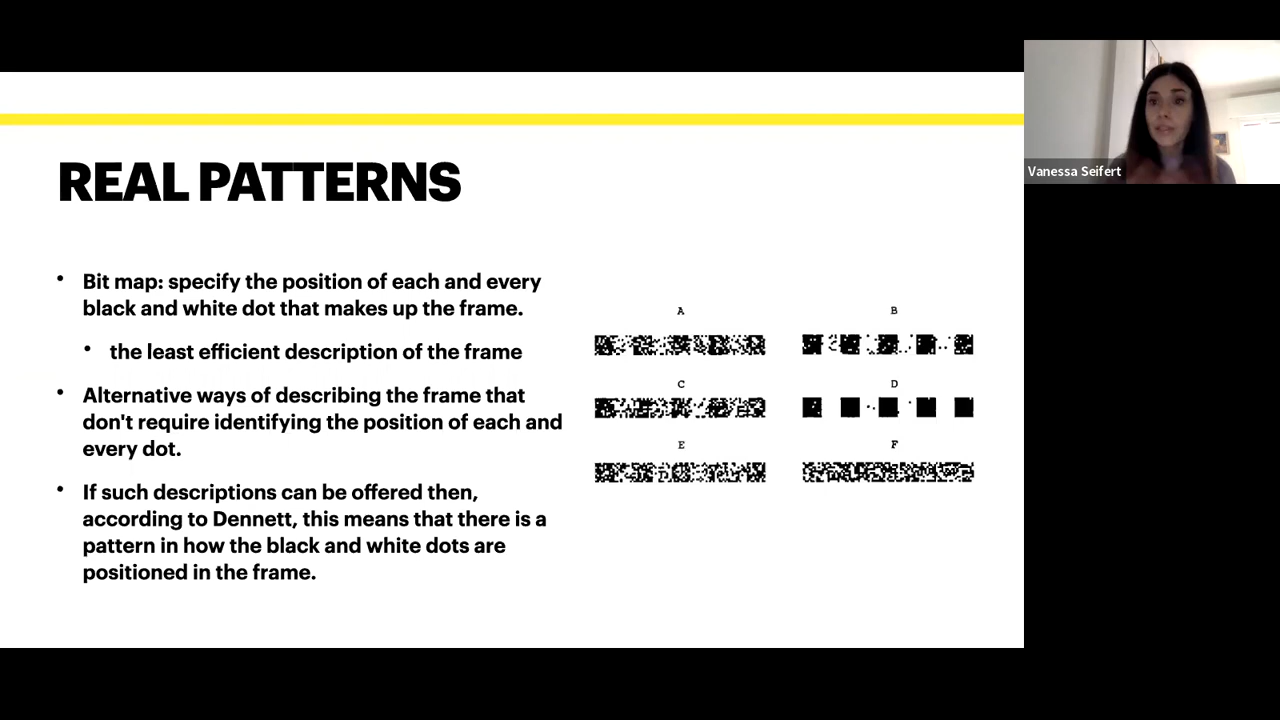 REAL PATTERNS
• Bit map: specify the position of each and every
black and white dot that makes up the frame.
• the least efficient description of the frame
• Alternative ways of describing the frame that
don't require identifying the position of each and
every dot.
• If such descriptions can be offered then,
according to Dennett, this means that there is a
pattern in how the black and white dots are
positioned in the frame.
A B
C D
E F
Vanessa Seifert